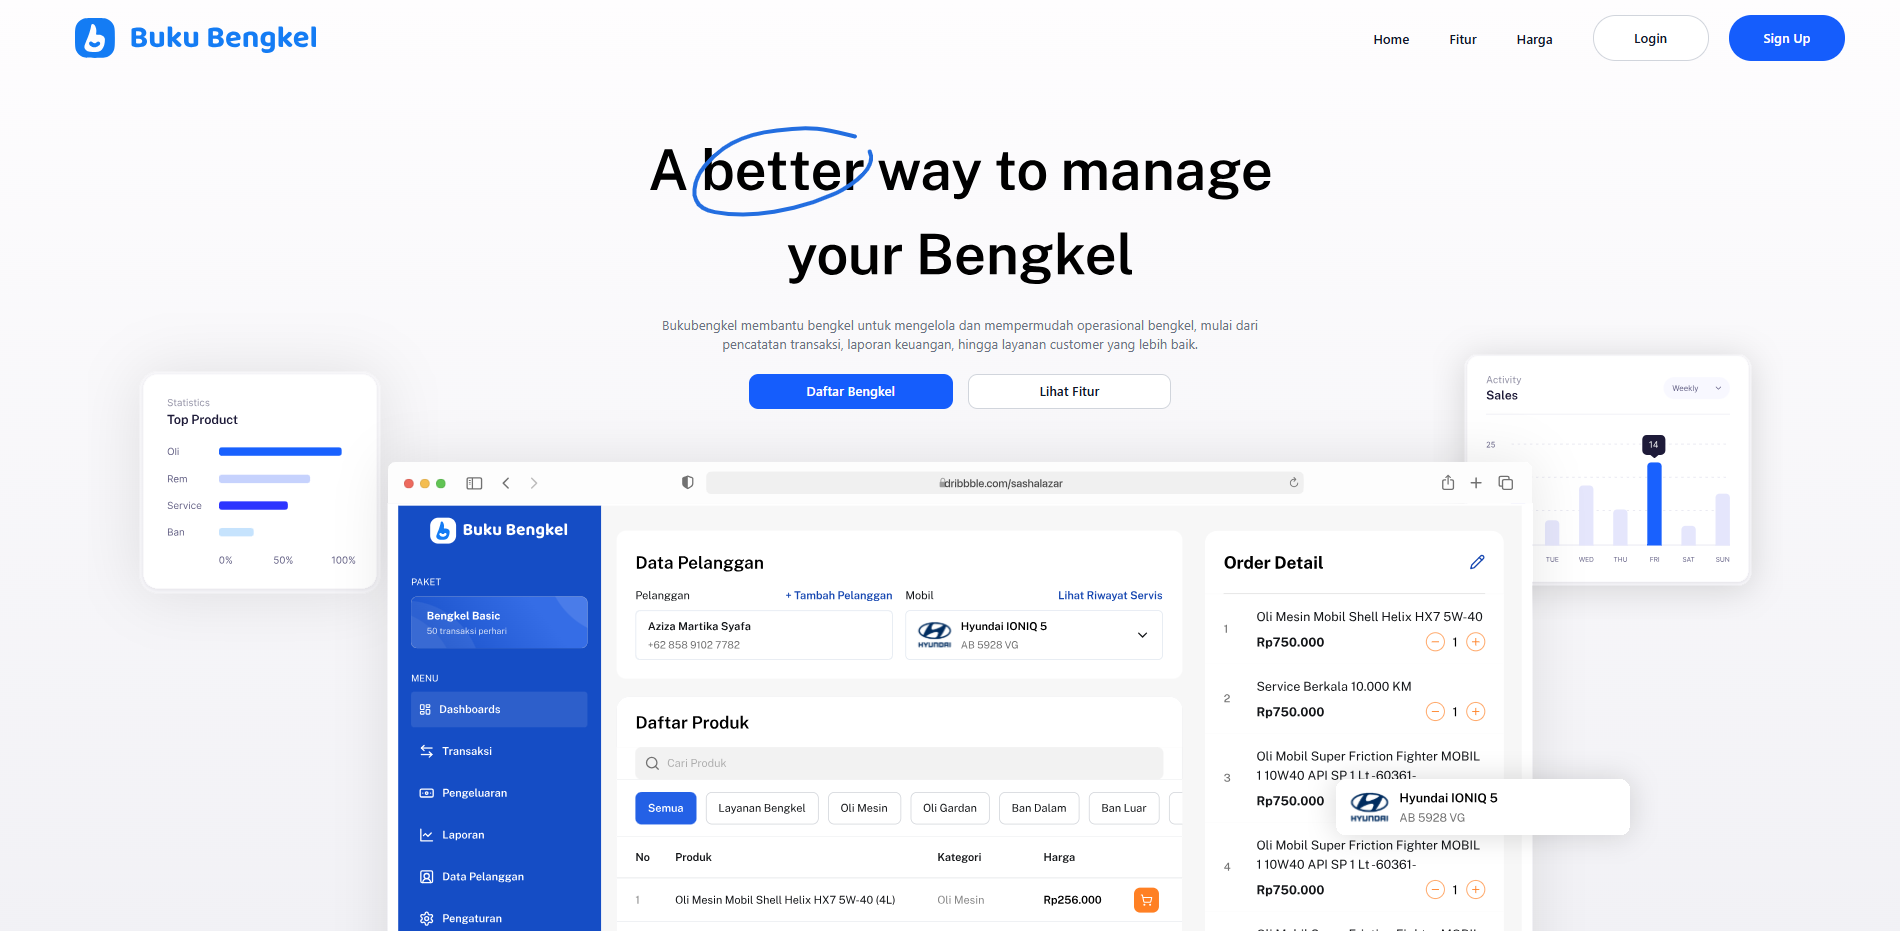 Buku Bengkel
Home
Fitur
Harga
Login
Sign Up
A better way to manage
your Bengkel
Bukubengkel membantu bengkel untuk mengelola dan mempermudah operasional bengkel, mulai dari
pencatatan transaksi, laporan keuangan, hingga layanan customer yang lebih baik.
Daftar Bengkel
Lihat Fitur
Statistics
Top Product
Oli
Rem
Service
Ban
0%
50%
100%
Activity
Sales
Weekly
25
14
TUE
WED
THU
FRI
SAT
SUN
dribbble.com/sashalazar
Buku Bengkel
PAKET
Bengkel Basic
50 transaksi perhari
MENU
Dashboards
Transaksi
Pengeluaran
Laporan
Data Pelanggan
Pengaturan
Data Pelanggan
Pelanggan
+ Tambah Pelanggan
Aziza Martika Syafa
+62 858 9102 7782
Mobil
Lihat Riwayat Servis
HYUNDAI
Hyundai IONIQ 5
AB 5928 VG
Daftar Produk
Cari Produk
Semua
Layanan Bengkel
Oli Mesin
Oli Gardan
Ban Dalam
Ban Luar
No
Produk
Kategori
Harga
1
Oli Mesin Mobil Shell Helix HX7 5W-40 (4L)
Oli Mesin
Rp256.000
Order Detail
1
Oli Mesin Mobil Shell Helix HX7 5W-40
Rp750.000
1
2
Service Berkala 10.000 KM
Rp750.000
1
3
Oli Mobil Super Friction Fighter MOBIL
1 10W40 API SP 1 Lt -60361-
Rp750.000
HYUNDAI
Hyundai IONIQ 5
AB 5928 VG
4
Oli Mobil Super Friction Fighter MOBIL
1 10W40 API SP 1 Lt -60361-
Rp750.000
1